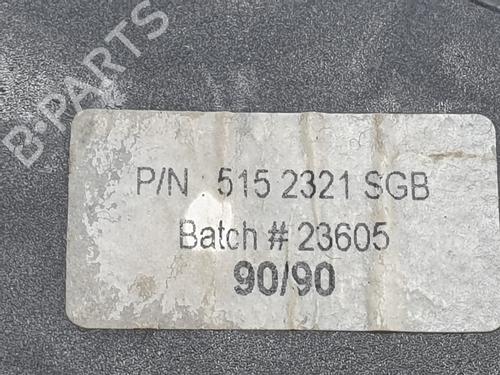 B-PARTS
P/N : 515 2321 SGB
Batch # 23605
90/90